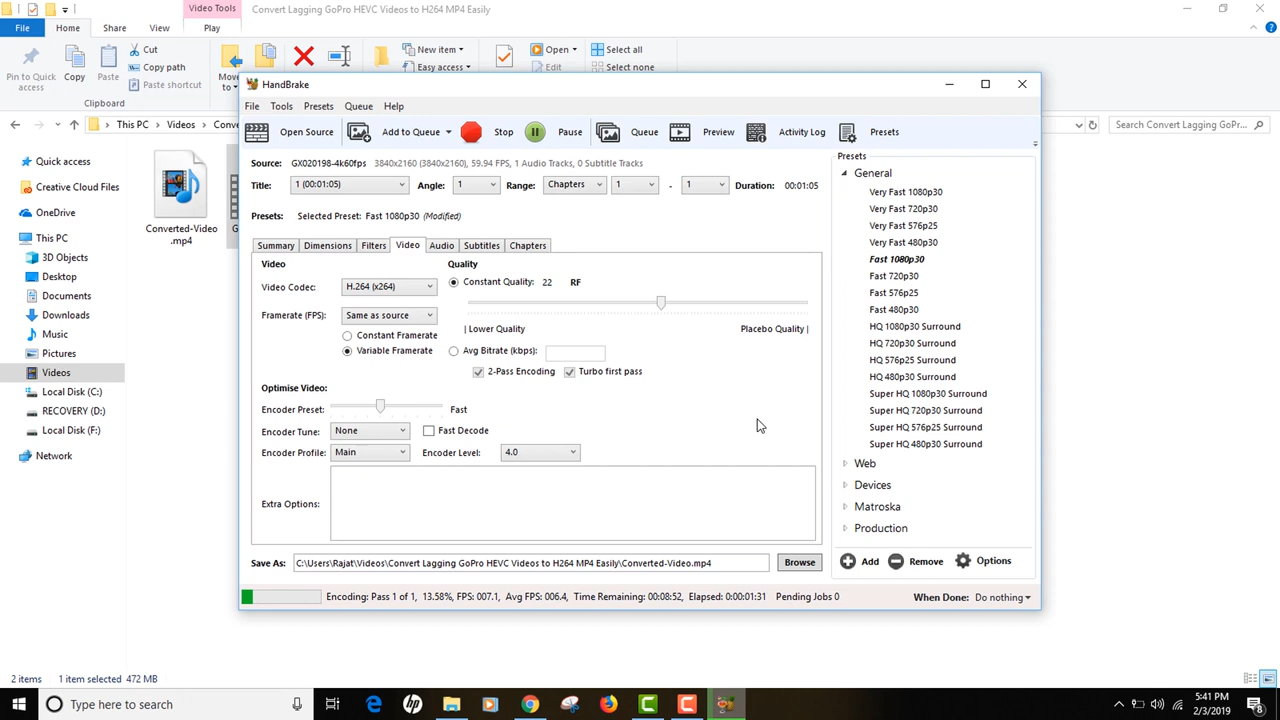 Video Tools
Convert Lagging GoPro HEVC Videos to H264 MP4 Easily
File
Home
Share
View
Play
Pin to Quick access
Copy
Paste
Cut
Copy path
Paste shortcut
Clipboard
Move to
New item
Easy access
Open
Edit
Select all
Select none
This PC
Videos
Search Convert Lagging GoPr...
Quick access
Creative Cloud Files
OneDrive
This PC
3D Objects
Desktop
Documents
Downloads
Music
Pictures
Videos
Local Disk (C:)
RECOVERY (D:)
Local Disk (F:)
Network
Converted-Video
.mp4
HandBrake
File Tools Presets Queue Help
Open Source
Add to Queue
Stop
Pause
Queue
Preview
Activity Log
Presets
Source: GX020198-4k60fps 3840x2160 (3840x2160), 59.94 FPS, 1 Audio Tracks, 0 Subtitle Tracks
Title: 1 (00:01:05) Angle: 1 Range: Chapters 1 - 1 Duration: 00:01:05
Presets: Selected Preset: Fast 1080p30 (Modified)
Summary Dimensions Filters Video Audio Subtitles Chapters
Video
Video Codec: H.264 (x264)
Framerate (FPS): Same as source
Constant Framerate
Variable Framerate
Quality
Constant Quality: 22 RF
| Lower Quality Placebo Quality |
Avg Bitrate (kbps):
2-Pass Encoding Turbo first pass
Optimise Video:
Encoder Preset: Fast
Encoder Tune: None Fast Decode
Encoder Profile: Main Encoder Level: 4.0
Extra Options:
Save As: C:\Users\Rajat\Videos\Convert Lagging GoPro HEVC Videos to H264 MP4 Easily\Converted-Video.mp4 Browse
Encoding: Pass 1 of 1, 13.58%, FPS: 007.1, Avg FPS: 006.4, Time Remaining: 00:08:52, Elapsed: 0:00:01:31 Pending Jobs 0
When Done: Do nothing
Presets
General
Very Fast 1080p30
Very Fast 720p30
Very Fast 576p25
Very Fast 480p30
Fast 1080p30
Fast 720p30
Fast 576p25
Fast 480p30
HQ 1080p30 Surround
HQ 720p30 Surround
HQ 576p25 Surround
HQ 480p30 Surround
Super HQ 1080p30 Surround
Super HQ 720p30 Surround
Super HQ 576p25 Surround
Super HQ 480p30 Surround
Web
Devices
Matroska
Production
Add Remove Options
2 items 1 item selected 472 MB
Type here to search
5:41 PM
2/3/2019